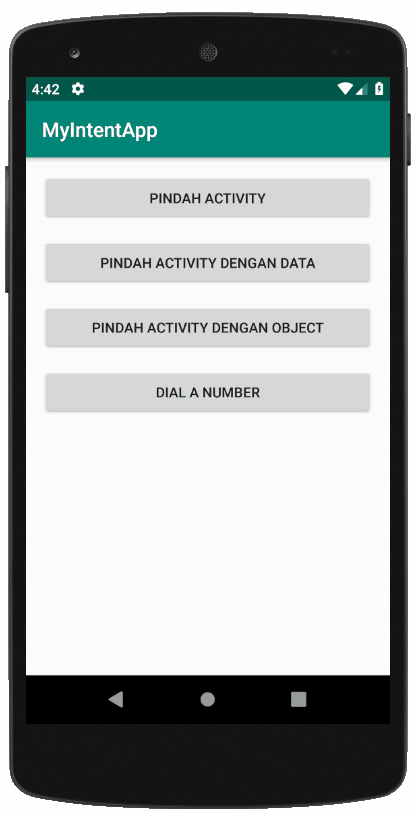 4:42
MyIntentApp
PINDAH ACTIVITY
PINDAH ACTIVITY DENGAN DATA
PINDAH ACTIVITY DENGAN OBJECT
DIAL A NUMBER